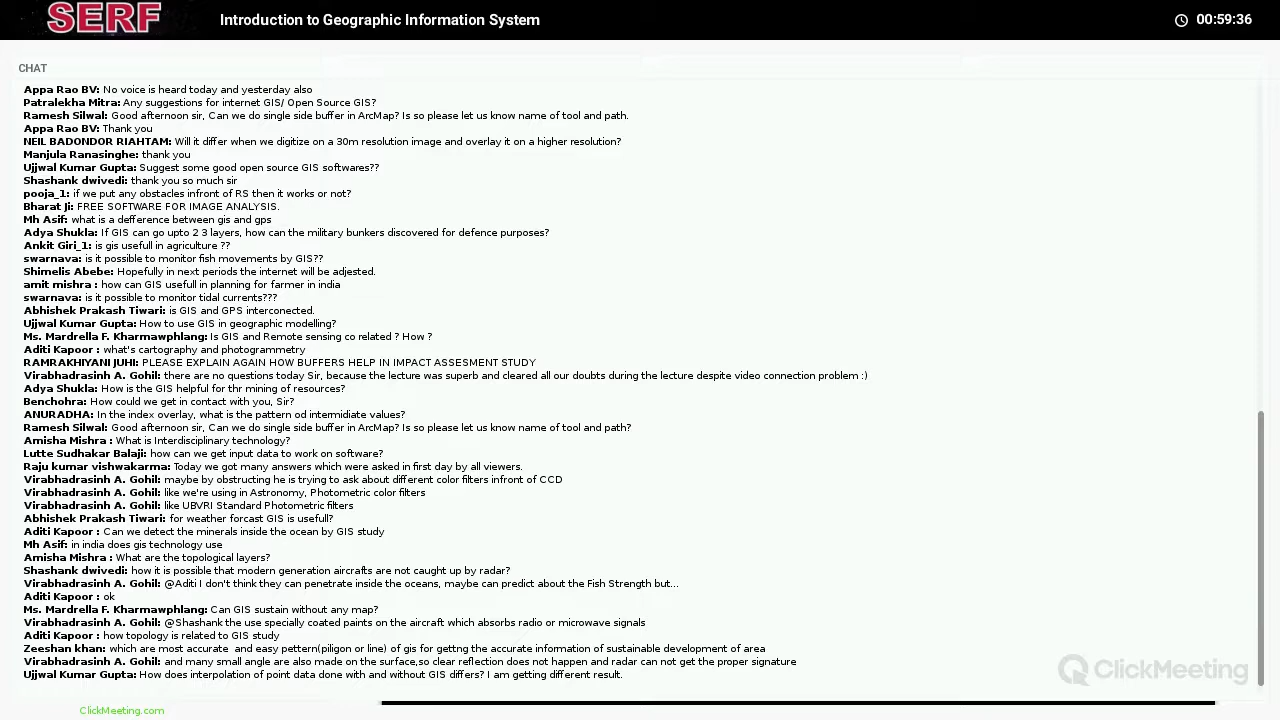 SERF
Introduction to Geographic Information System
00:59:36
CHAT
Appa Rao BV: No voice is heard today and yesterday also
Patralekha Mitra: Any suggestions for internet GIS/ Open Source GIS?
Ramesh Silwal: Good afternoon sir, Can we do single side buffer in ArcMap? Is so please let us know name of tool and path.
Appa Rao BV: Thank you
NEIL BADONDOR RIAHTAM: Will it differ when we digitize on a 30m resolution image and overlay it on a higher resolution?
Manjula Ranasinghe: thank you
Ujjwal Kumar Gupta: Suggest some good open source GIS softwares??
Shashank dwivedi: thank you so much sir
pooja_1: if we put any obstacles infront of RS then it works or not?
Bharat Ji: FREE SOFTWARE FOR IMAGE ANALYSIS.
Mh Asif: what is a defference between gis and gps
Adya Shukla: If GIS can go upto 2 3 layers, how can the military bunkers discovered for defence purposes?
Ankit Giri_1: is gis usefull in agriculture ??
swarnava: is it possible to monitor fish movements by GIS??
Shimelis Abebe: Hopefully in next periods the internet will be adjested.
amit mishra : how can GIS usefull in planning for farmer in india
swarnava: is it possible to monitor tidal currents???
Abhishek Prakash Tiwari: is GIS and GPS interconected.
Ujjwal Kumar Gupta: How to use GIS in geographic modelling?
Ms. Mardrella F. Kharmawphlang: Is GIS and Remote sensing co related ? How ?
Aditi Kapoor : what's cartography and photogrammetry
RAMRAKHIYANI JUHI: PLEASE EXPLAIN AGAIN HOW BUFFERS HELP IN IMPACT ASSESMENT STUDY
Virabhadrasinh A. Gohil: there are no questions today Sir, because the lecture was superb and cleared all our doubts during the lecture despite video connection problem :)
Adya Shukla: How is the GIS helpful for thr mining of resources?
Benchohra: How could we get in contact with you, Sir?
ANURADHA: In the index overlay, what is the pattern od intermidiate values?
Ramesh Silwal: Good afternoon sir, Can we do single side buffer in ArcMap? Is so please let us know name of tool and path?
Amisha Mishra : What is Interdisciplinary technology?
Lutte Sudhakar Balaji: how can we get input data to work on software?
Raju kumar vishwakarma: Today we got many answers which were asked in first day by all viewers.
Virabhadrasinh A. Gohil: maybe by obstructing he is trying to ask about different color filters infront of CCD
Virabhadrasinh A. Gohil: like we're using in Astronomy, Photometric color filters
Virabhadrasinh A. Gohil: like UBVRI Standard Photometric filters
Abhishek Prakash Tiwari: for weather forcast GIS is usefull?
Aditi Kapoor : Can we detect the minerals inside the ocean by GIS study
Mh Asif: in india does gis technology use
Amisha Mishra : What are the topological layers?
Shashank dwivedi: how it is possible that modern generation aircrafts are not caught up by radar?
Virabhadrasinh A. Gohil: @Aditi I don't think they can penetrate inside the oceans, maybe can predict about the Fish Strength but...
Aditi Kapoor : ok
Ms. Mardrella F. Kharmawphlang: Can GIS sustain without any map?
Virabhadrasinh A. Gohil: @Shashank the use specially coated paints on the aircraft which absorbs radio or microwave signals
Aditi Kapoor : how topology is related to GIS study
Zeeshan khan: which are most accurate and easy pettern(piligon or line) of gis for gettng the accurate information of sustainable development of area
Virabhadrasinh A. Gohil: and many small angle are also made on the surface,so clear reflection does not happen and radar can not get the proper signature
Ujjwal Kumar Gupta: How does interpolation of point data done with and without GIS differs? I am getting different result.
ClickMeeting
ClickMeeting.com